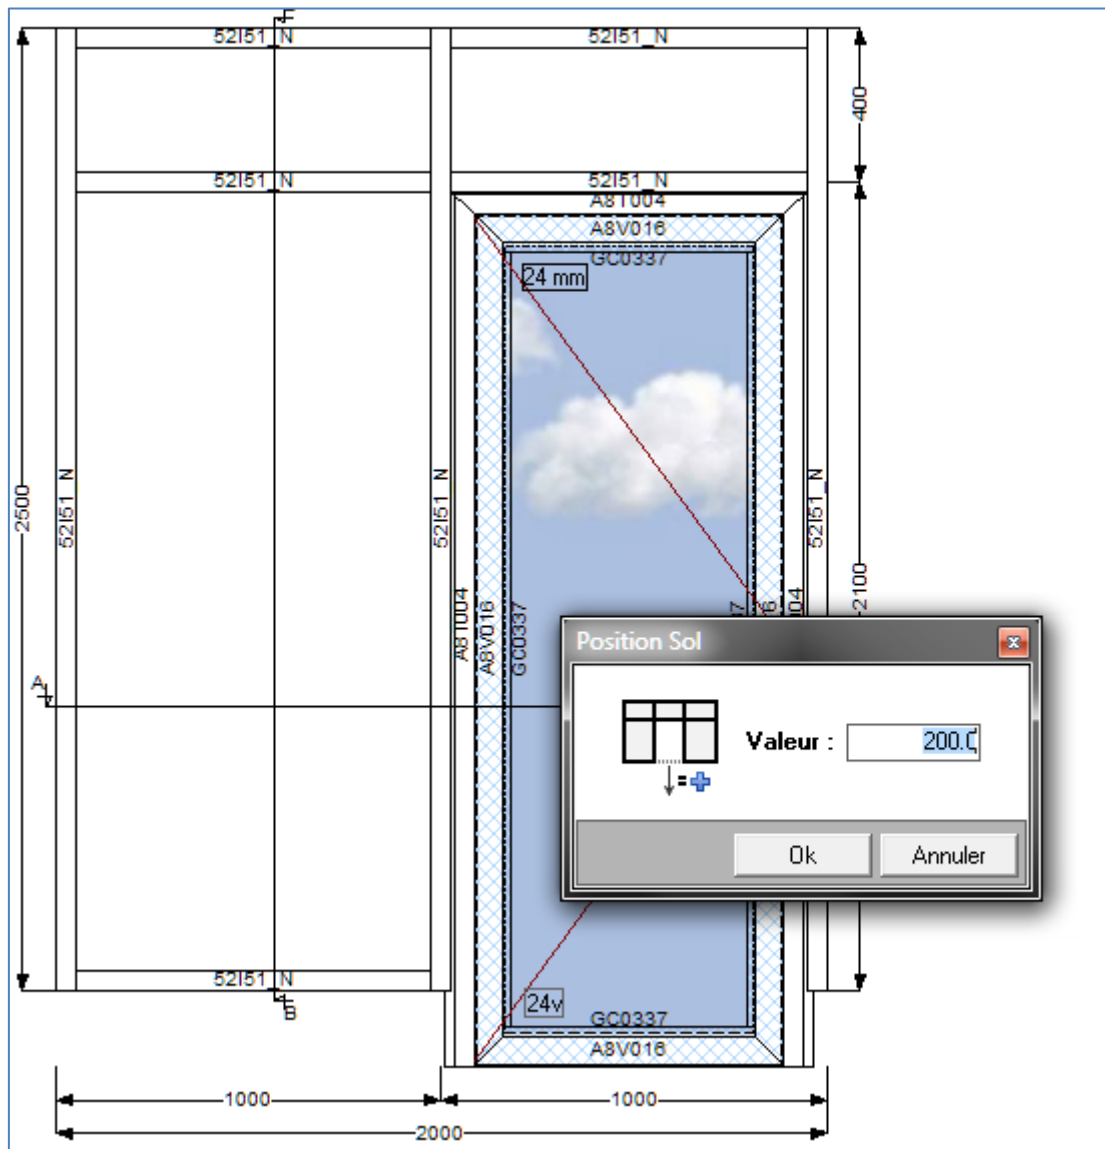 52I51_N
52I51_N
400
52I51_N
52I51_N
A8T004
A8V016
GC0337
24 mm
2500
52I51_N
52I51_N
52I51_N
2100
A8T004
A8V016
GC0337
Position Sol
A
Valeur :
200.0
=
Ok
Annuler
52I51_N
B
24v
GC0337
A8V016
1000
1000
2000